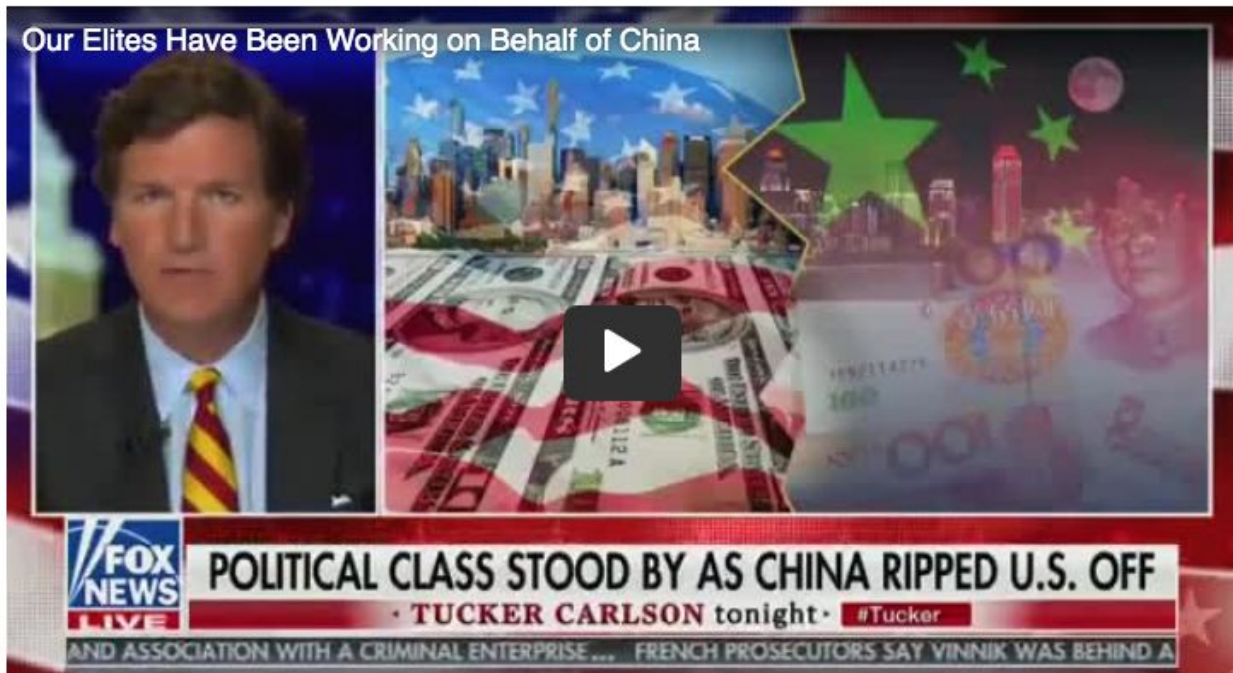 Our Elites Have Been Working on Behalf of China
FOX
NEWS
LIVE
POLITICAL CLASS STOOD BY AS CHINA RIPPED U.S. OFF
· TUCKER CARLSON tonight · #Tucker
AND ASSOCIATION WITH A CRIMINAL ENTERPRISE... FRENCH PROSECUTORS SAY VINNIK WAS BEHIND A